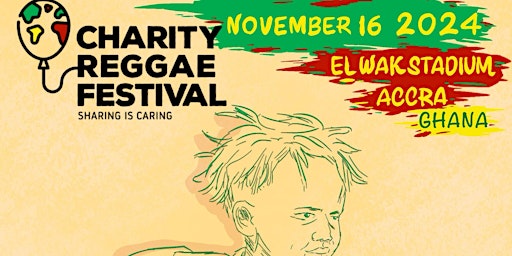 CHARITY
REGGAE
FESTIVAL
SHARING IS CARING
NOVEMBER 16 2024
EL WAK STADIUM
ACCRA
GHANA